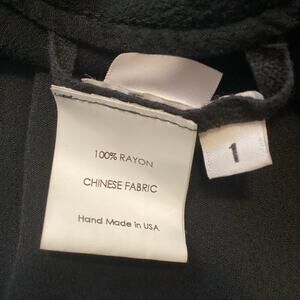 100% RAYON
CHINESE FABRIC
Hand Made in USA
1